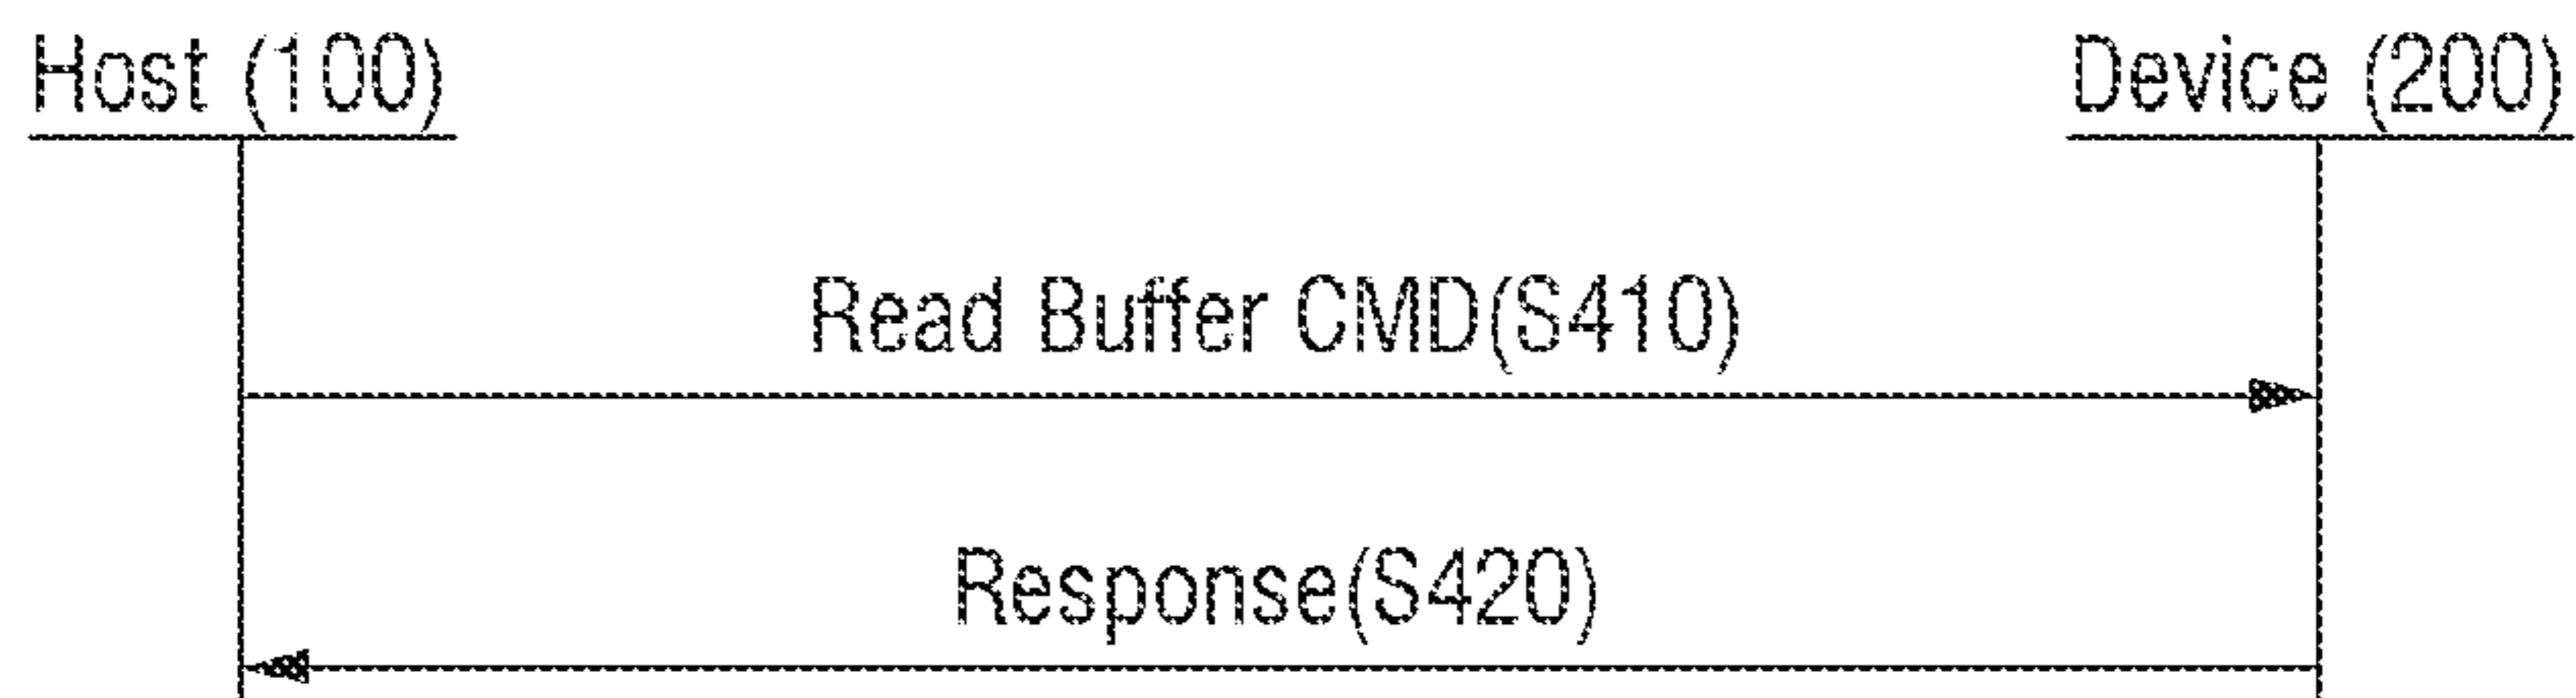 Host (100)
Device (200)
Read Buffer CMD(S410)
Response(S420)